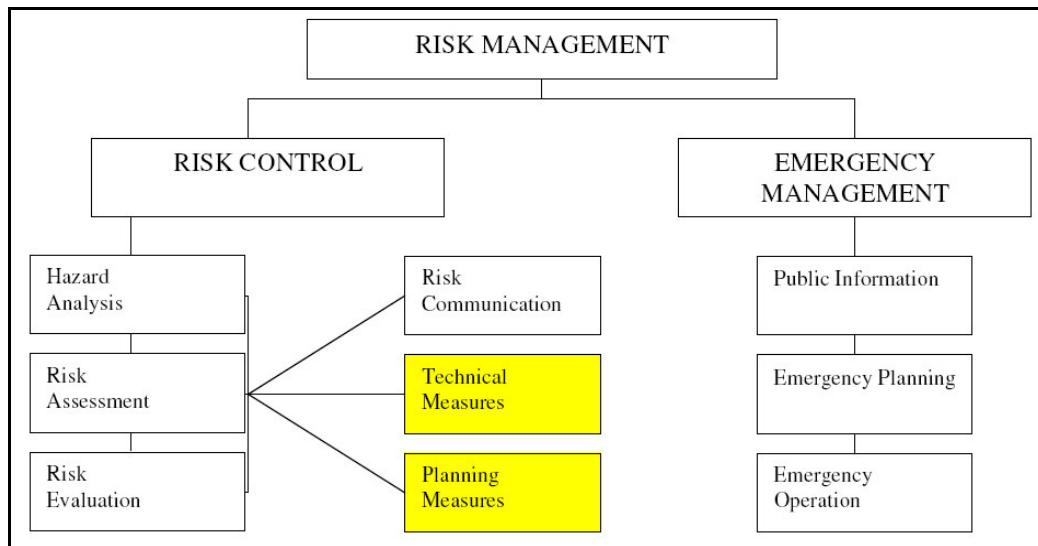 RISK MANAGEMENT
RISK CONTROL
EMERGENCY
MANAGEMENT
Hazard
Analysis
Risk
Communication
Public Information
Risk
Assessment
Technical
Measures
Emergency Planning
Risk
Evaluation
Planning
Measures
Emergency
Operation